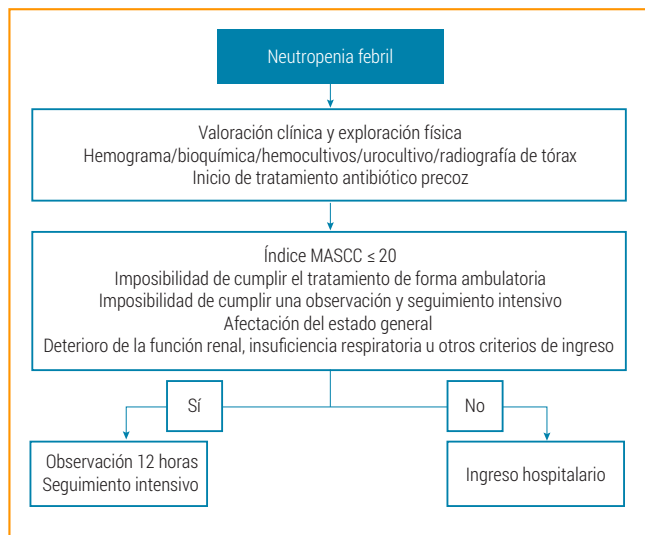 Neutropenia febril
Valoración clínica y exploración física
Hemograma/bioquímica/hemocultivos/urocultivo/radiografía de tórax
Inicio de tratamiento antibiótico precoz
Índice MASCC ≤ 20
Imposibilidad de cumplir el tratamiento de forma ambulatoria
Imposibilidad de cumplir una observación y seguimiento intensivo
Afectación del estado general
Deterioro de la función renal, insuficiencia respiratoria u otros criterios de ingreso
Sí
No
Observación 12 horas
Seguimiento intensivo
Ingreso hospitalario